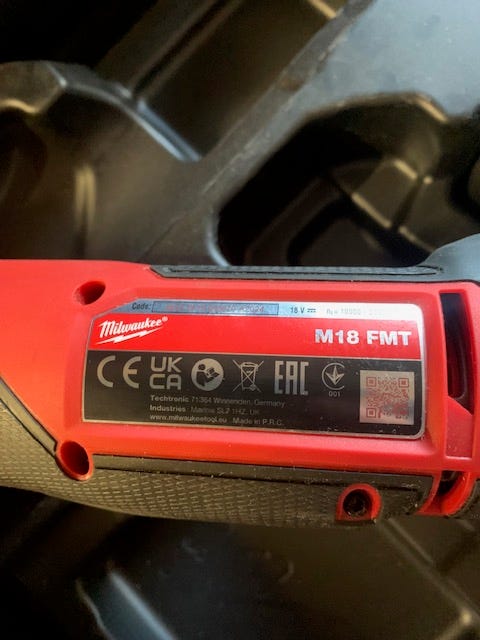 Code:
18 V
Milwaukee®
M18 FMT
CE UK CA EAC
001
Techtronic 71364 Winnenden, Germany
Industries Marlow SL7 1HZ, UK
www.milwaukeetool.eu Made in P.R.C.